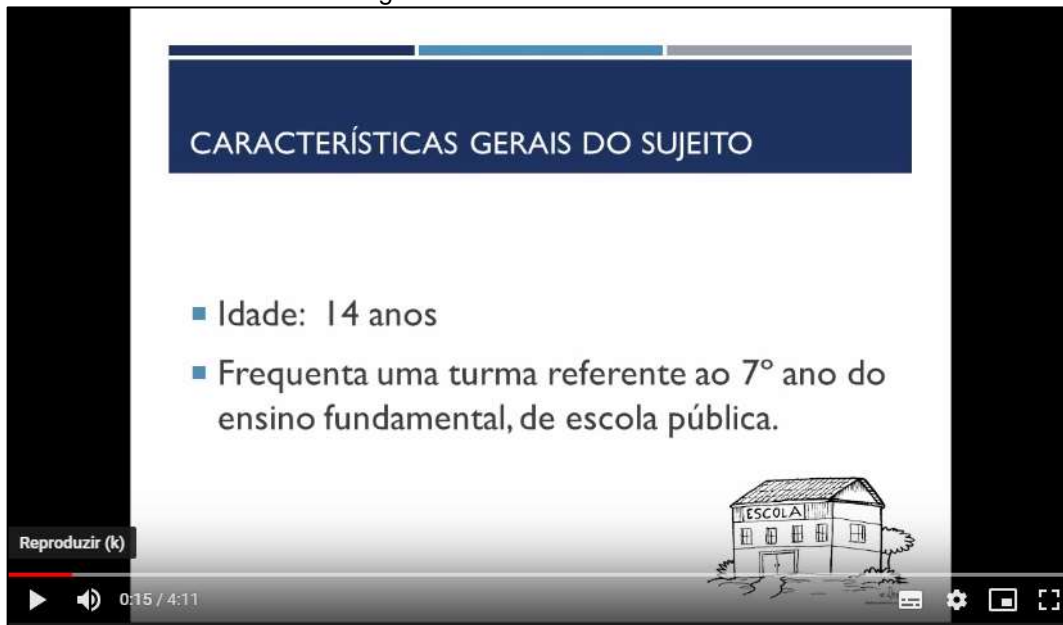 CARACTERÍSTICAS GERAIS DO SUJEITO
Idade: 14 anos
Frequenta uma turma referente ao 7º ano do
ensino fundamental, de escola pública.
ESCOLA
Reproduzir (k)
0:15 / 4:11